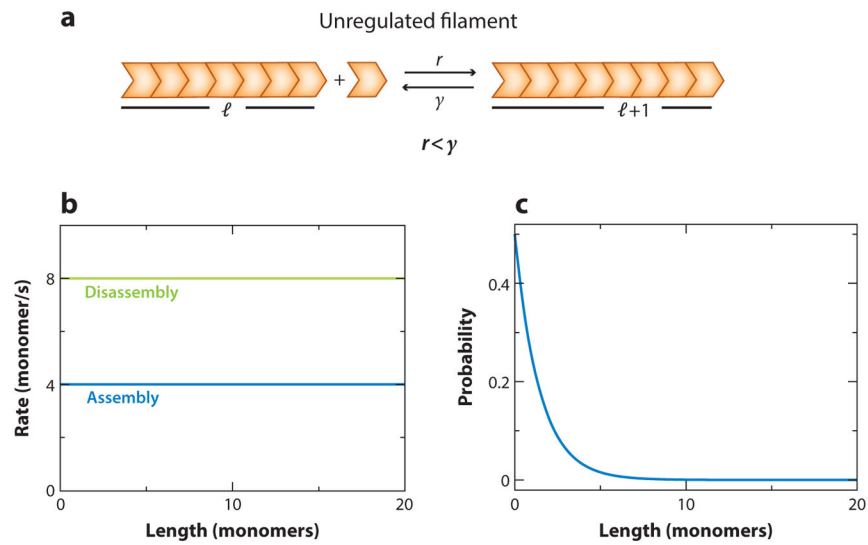 a
Unregulated filament
+
r
γ
ℓ
ℓ+1
r < γ
b
Rate (monomer/s)
8
Disassembly
4
Assembly
0
0 10 20
Length (monomers)
c
Probability
0.4
0.2
0
0 10 20
Length (monomers)